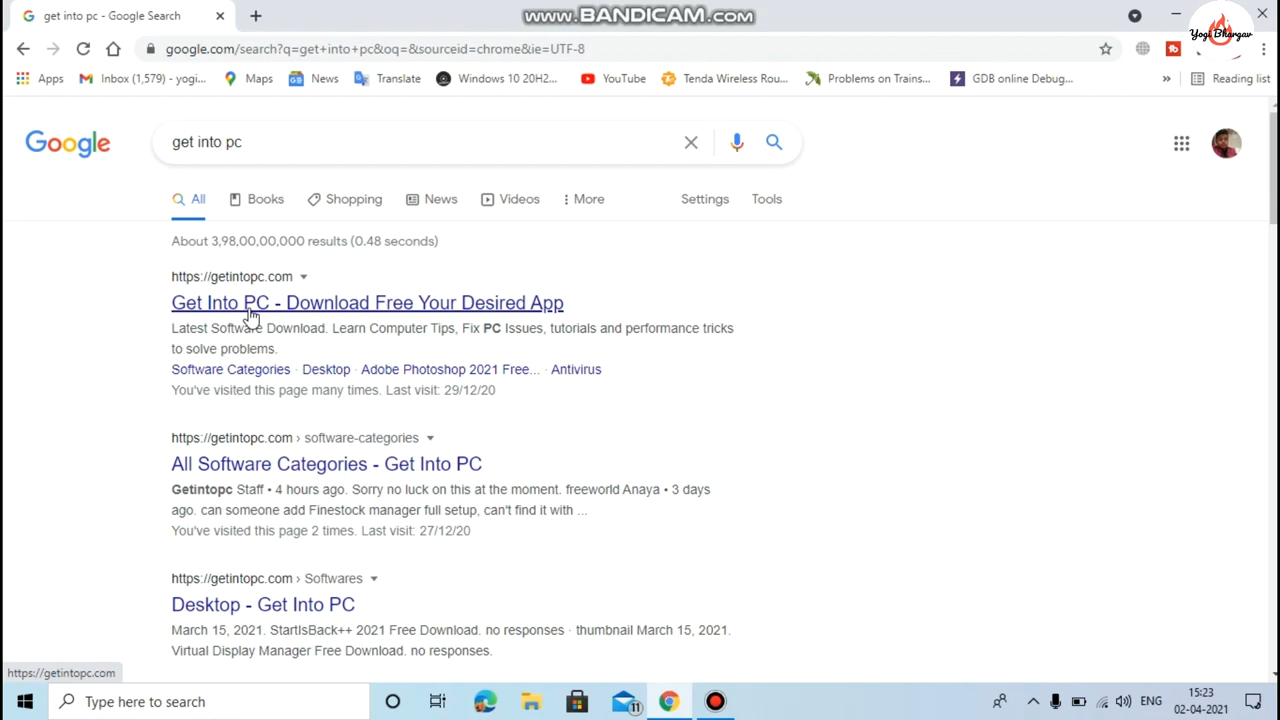 get into pc - Google Search
www.BANDICAM.com
Yogi Bhargav
google.com/search?q=get+into+pc&oq=&sourceid=chrome&ie=UTF-8
Apps
Inbox (1,579) - yogi...
Maps
News
Translate
Windows 10 20H2...
YouTube
Tenda Wireless Rou...
Problems on Trains...
GDB online Debug...
»
Reading list
Google
get into pc
All
Books
Shopping
News
Videos
More
Settings
Tools
About 3,98,00,00,000 results (0.48 seconds)
https://getintopc.com
Get Into PC - Download Free Your Desired App
Latest Software Download. Learn Computer Tips, Fix PC Issues, tutorials and performance tricks
to solve problems.
Software Categories · Desktop · Adobe Photoshop 2021 Free... · Antivirus
You've visited this page many times. Last visit: 29/12/20
https://getintopc.com › software-categories
All Software Categories - Get Into PC
Getintopc Staff • 4 hours ago. Sorry no luck on this at the moment. freeworld Anaya • 3 days
ago. can someone add Finestock manager full setup, can't find it with ...
You've visited this page 2 times. Last visit: 27/12/20
https://getintopc.com › Softwares
Desktop - Get Into PC
March 15, 2021. StartIsBack++ 2021 Free Download. no responses · thumbnail March 15, 2021.
Virtual Display Manager Free Download. no responses.
https://getintopc.com
Type here to search
11
ENG
15:23
02-04-2021